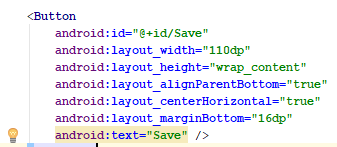 <Button
android:id="@+id/Save"
android:layout_width="110dp"
android:layout_height="wrap_content"
android:layout_alignParentBottom="true"
android:layout_centerHorizontal="true"
android:layout_marginBottom="16dp"
android:text="Save" />